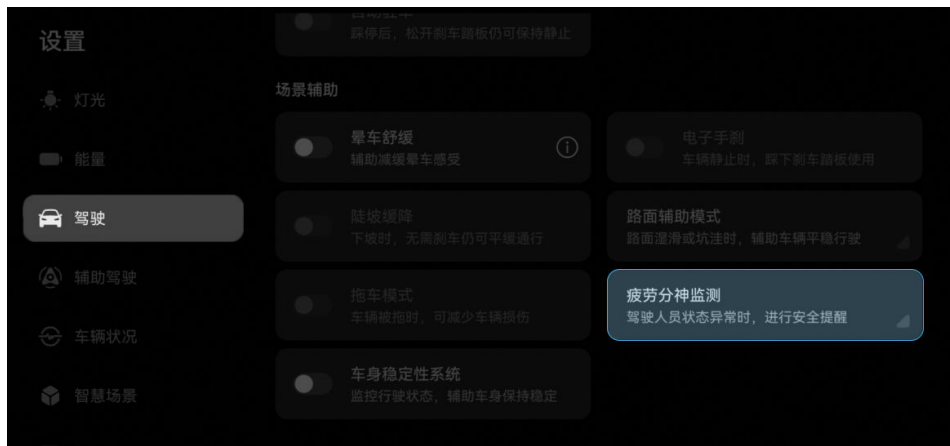 设置
灯光
能量
驾驶
辅助驾驶
车辆状况
智慧场景
自动驻车
踩停后，松开刹车踏板仍可保持静止
场景辅助
晕车舒缓
辅助减缓晕车感受
电子手刹
车辆静止时，踩下刹车踏板使用
陡坡缓降
下坡时，无需刹车仍可平缓通行
路面辅助模式
路面湿滑或坑洼时，辅助车辆平稳行驶
拖车模式
车辆被拖时，可减少车辆损伤
疲劳分神监测
驾驶人员状态异常时，进行安全提醒
车身稳定性系统
监控行驶状态，辅助车身保持稳定